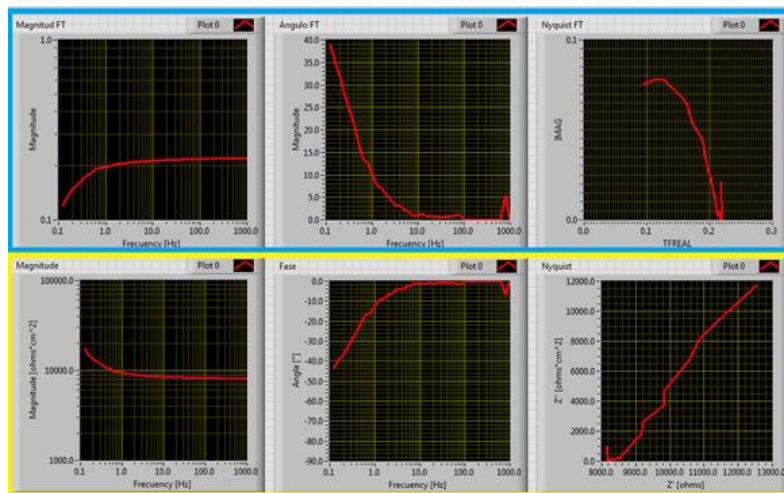 Magnitud FT
Plot 0
1.0
Magnitude
0.1
0.1
1.0
10.0
100.0
1000.0
Frecuency [Hz]
Angulo FT
Plot 0
40.0
35.0
30.0
25.0
20.0
15.0
10.0
5.0
0.0
Magnitude
0.1
1.0
10.0
100.0
1000.0
Frecuency [Hz]
Nyquist FT
Plot 0
0.1
IMAG
0.0
0.0
0.1
0.2
0.3
TFREAL
Magnitude
Plot 0
100000.0
10000.0
1000.0
Magnitude [ohms*cm^2]
0.1
1.0
10.0
100.0
1000.0
Frecuency [Hz]
Fase
Plot 0
0.0
-10.0
-20.0
-30.0
-40.0
-50.0
-60.0
-70.0
-80.0
-90.0
Angle [°]
0.1
1.0
10.0
100.0
1000.0
Frecuency [Hz]
Nyquist
Plot 0
12000.0
10000.0
8000.0
6000.0
4000.0
2000.0
0.0
Z'' [ohms*cm^2]
8000.0
9000.0
10000.0
11000.0
12000.0
13000.0
Z' [ohms]